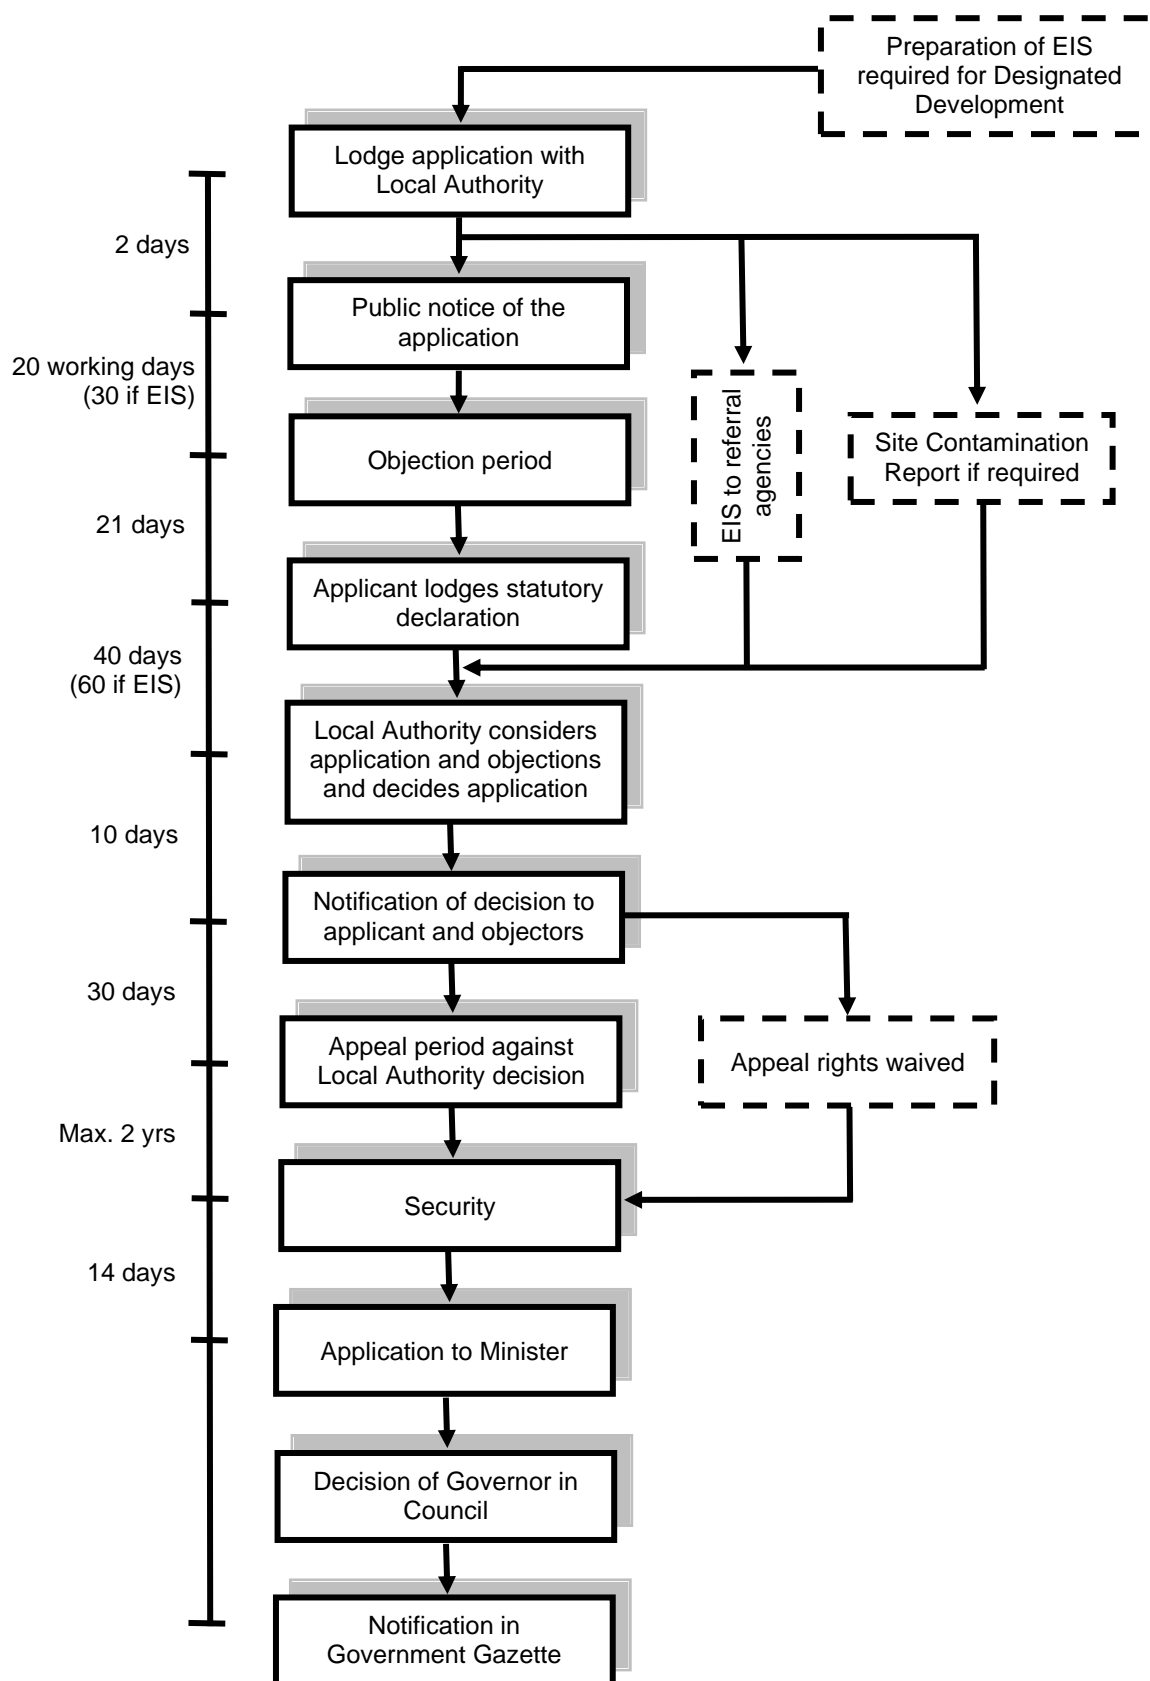 Preparation of EIS
required for Designated
Development
Lodge application with
Local Authority
2 days
Public notice of the
application
20 working days
(30 if EIS)
Objection period
EIS to referral
agencies
Site Contamination
Report if required
21 days
Applicant lodges statutory
declaration
40 days
(60 if EIS)
Local Authority considers
application and objections
and decides application
10 days
Notification of decision to
applicant and objectors
30 days
Appeal period against
Local Authority decision
Appeal rights waived
Max. 2 yrs
Security
14 days
Application to Minister
Decision of Governor in
Council
Notification in
Government Gazette